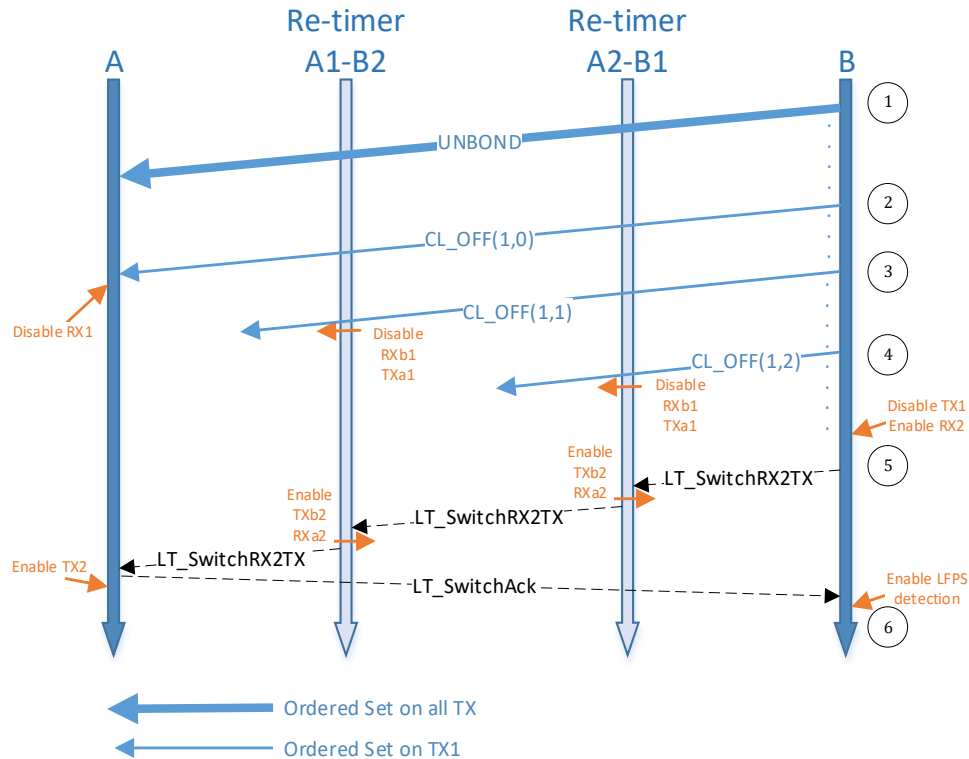 Re-timer
Re-timer
A
A1-B2
A2-B1
B
1
UNBOND
2
CL_OFF(1,0)
3
Disable RX1
CL_OFF(1,1)
Disable
RXb1
TXa1
4
CL_OFF(1,2)
Disable
RXb1
TXa1
Disable TX1
Enable RX2
5
LT_SwitchRX2TX
Enable
TXb2
RXa2
LT_SwitchRX2TX
Enable
TXb2
RXa2
LT_SwitchRX2TX
Enable TX2
LT_SwitchAck
Enable LFPS
detection
6
Ordered Set on all TX
Ordered Set on TX1